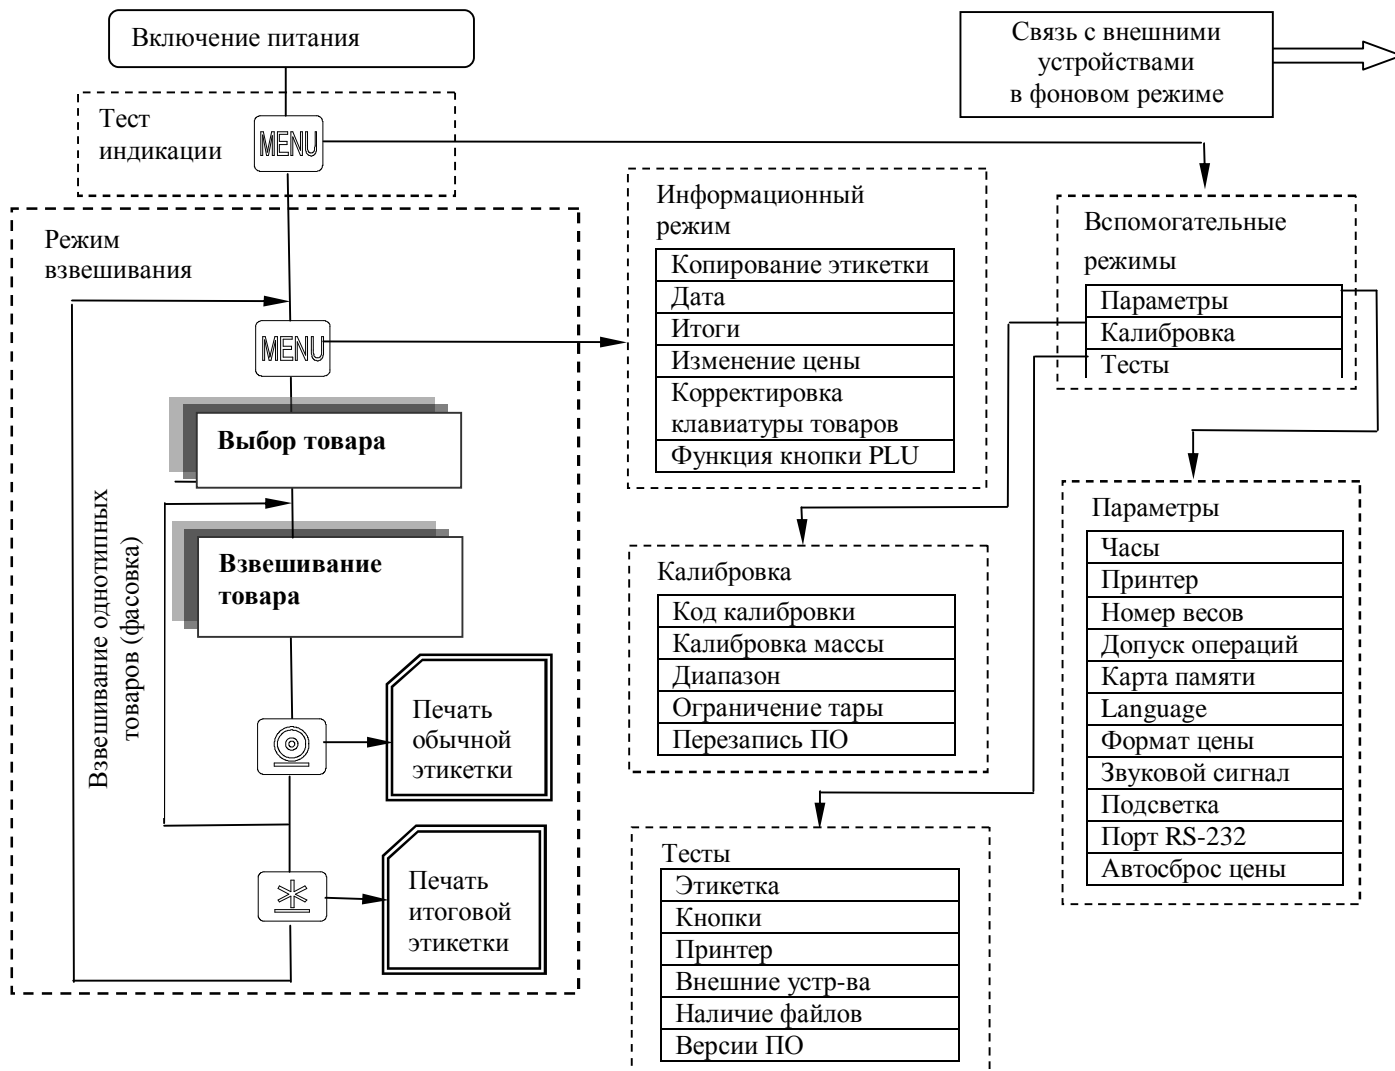 Включение питания
Связь с внешними
устройствами
в фоновом режиме
Тест
индикации
MENU
Режим
взвешивания
MENU
Выбор товара
Взвешивание
товара
Взвешивание однотипных
товаров (фасовка)
Печать
обычной
этикетки
Печать
итоговой
этикетки
Информационный
режим
Копирование этикетки
Дата
Итоги
Изменение цены
Корректировка
клавиатуры товаров
Функция кнопки PLU
Вспомогательные
режимы
Параметры
Калибровка
Тесты
Калибровка
Код калибровки
Калибровка массы
Диапазон
Ограничение тары
Перезапись ПО
Параметры
Часы
Принтер
Номер весов
Допуск операций
Карта памяти
Language
Формат цены
Звуковой сигнал
Подсветка
Порт RS-232
Автосброс цены
Тесты
Этикетка
Кнопки
Принтер
Внешние устр-ва
Наличие файлов
Версии ПО